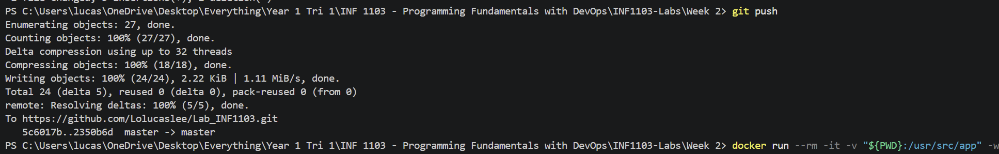 PS C:\Users\lucas\OneDrive\Desktop\Everything\Year 1 Tri 1\INF 1103 - Programming Fundamentals with DevOps\INF1103-Labs\Week 2> git push
Enumerating objects: 27, done.
Counting objects: 100% (27/27), done.
Delta compression using up to 32 threads
Compressing objects: 100% (18/18), done.
Writing objects: 100% (24/24), 2.22 KiB | 1.11 MiB/s, done.
Total 24 (delta 5), reused 0 (delta 0), pack-reused 0 (from 0)
remote: Resolving deltas: 100% (5/5), done.
To https://github.com/Lolucaslee/Lab_INF1103.git
   5c6017b..2350b6d  master -> master
PS C:\Users\lucas\OneDrive\Desktop\Everything\Year 1 Tri 1\INF 1103 - Programming Fundamentals with DevOps\INF1103-Labs\Week 2> docker run --rm -it -v "${PWD}:/usr/src/app" -w